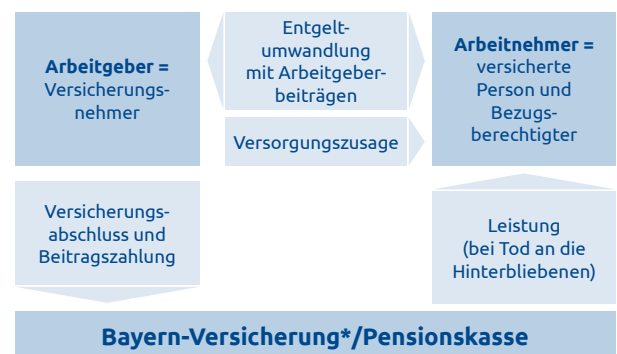 Arbeitgeber =
Versicherungs-
nehmer
Entgelt-
umwandlung
mit Arbeitgeber-
beiträgen
Versorgungszusage
Arbeitnehmer =
versicherte
Person und
Bezugs-
berechtigter
Versicherungs-
abschluss und
Beitragszahlung
Leistung
(bei Tod an die
Hinterbliebenen)
Bayern-Versicherung*/Pensionskasse